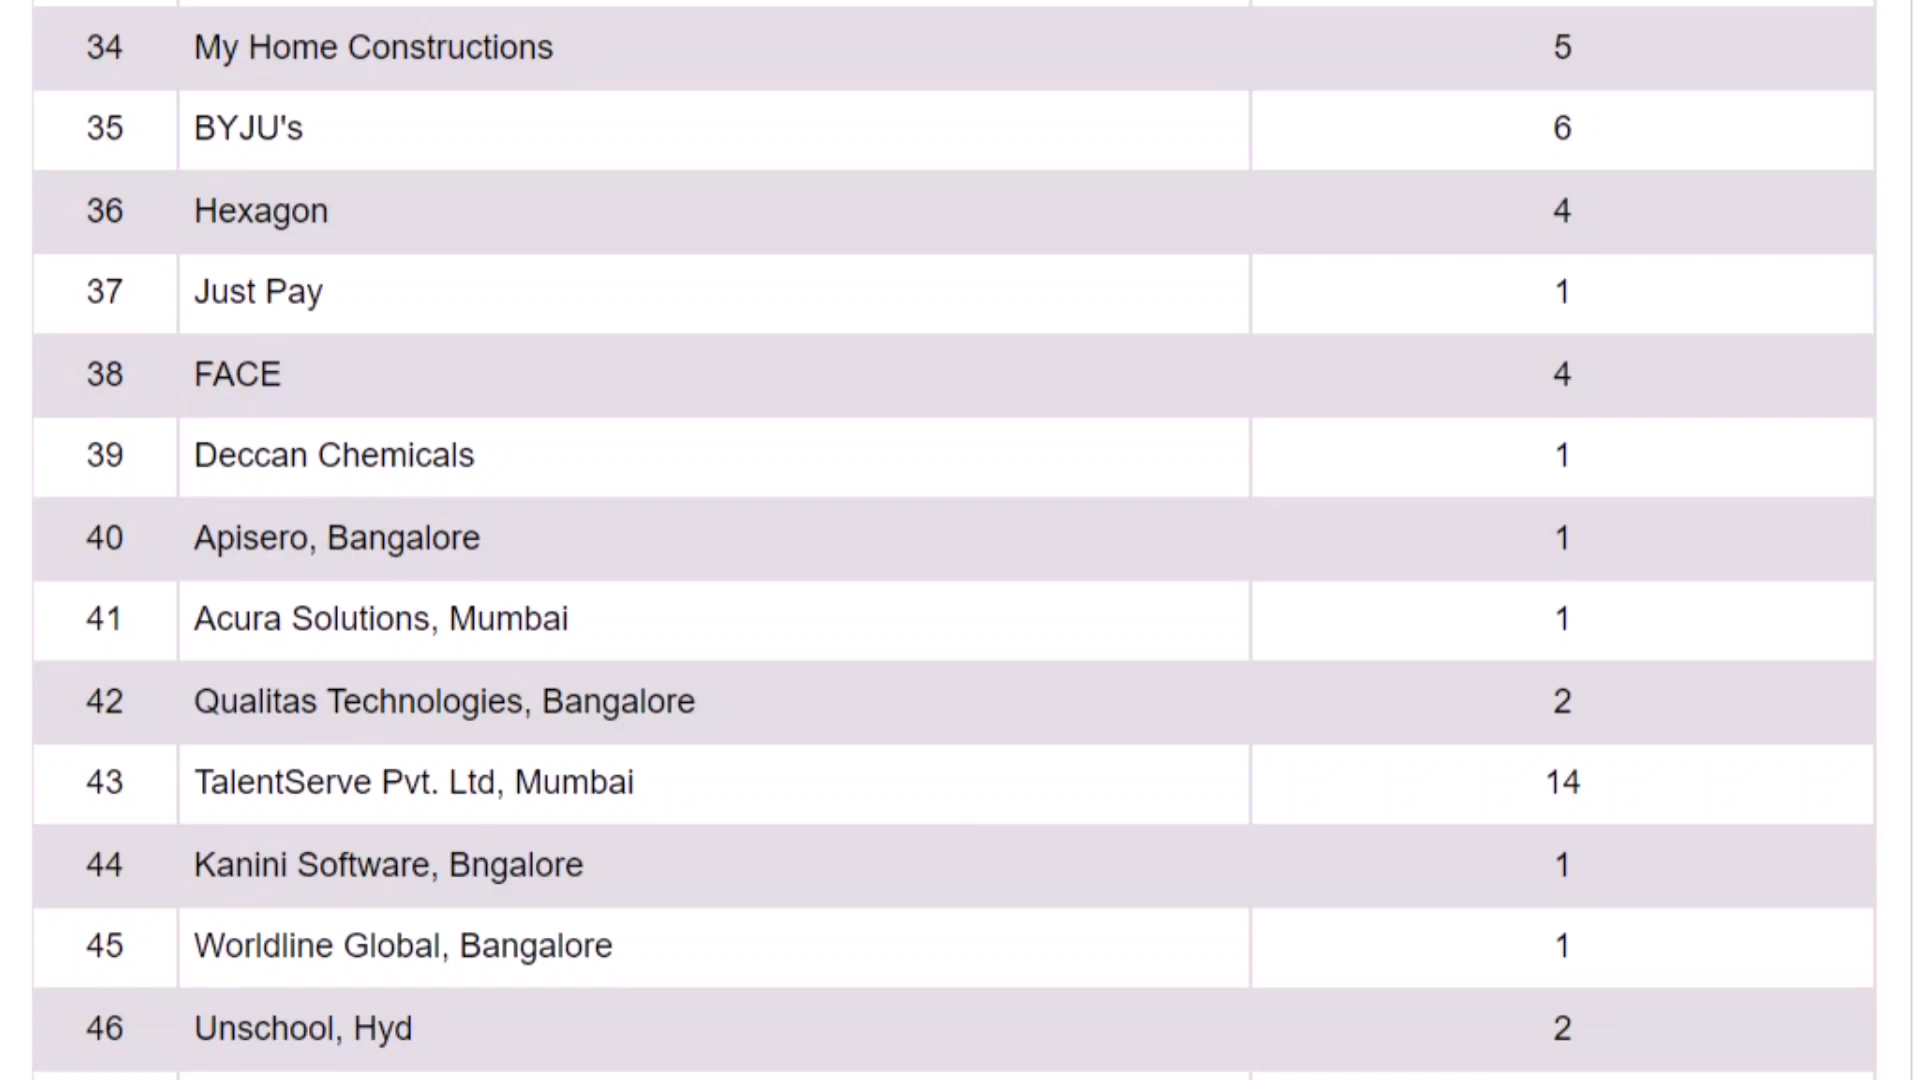 34 My Home Constructions 5
35 BYJU's 6
36 Hexagon 4
37 Just Pay 1
38 FACE 4
39 Deccan Chemicals 1
40 Apisero, Bangalore 1
41 Acura Solutions, Mumbai 1
42 Qualitas Technologies, Bangalore 2
43 TalentServe Pvt. Ltd, Mumbai 14
44 Kanini Software, Bngalore 1
45 Worldline Global, Bangalore 1
46 Unschool, Hyd 2